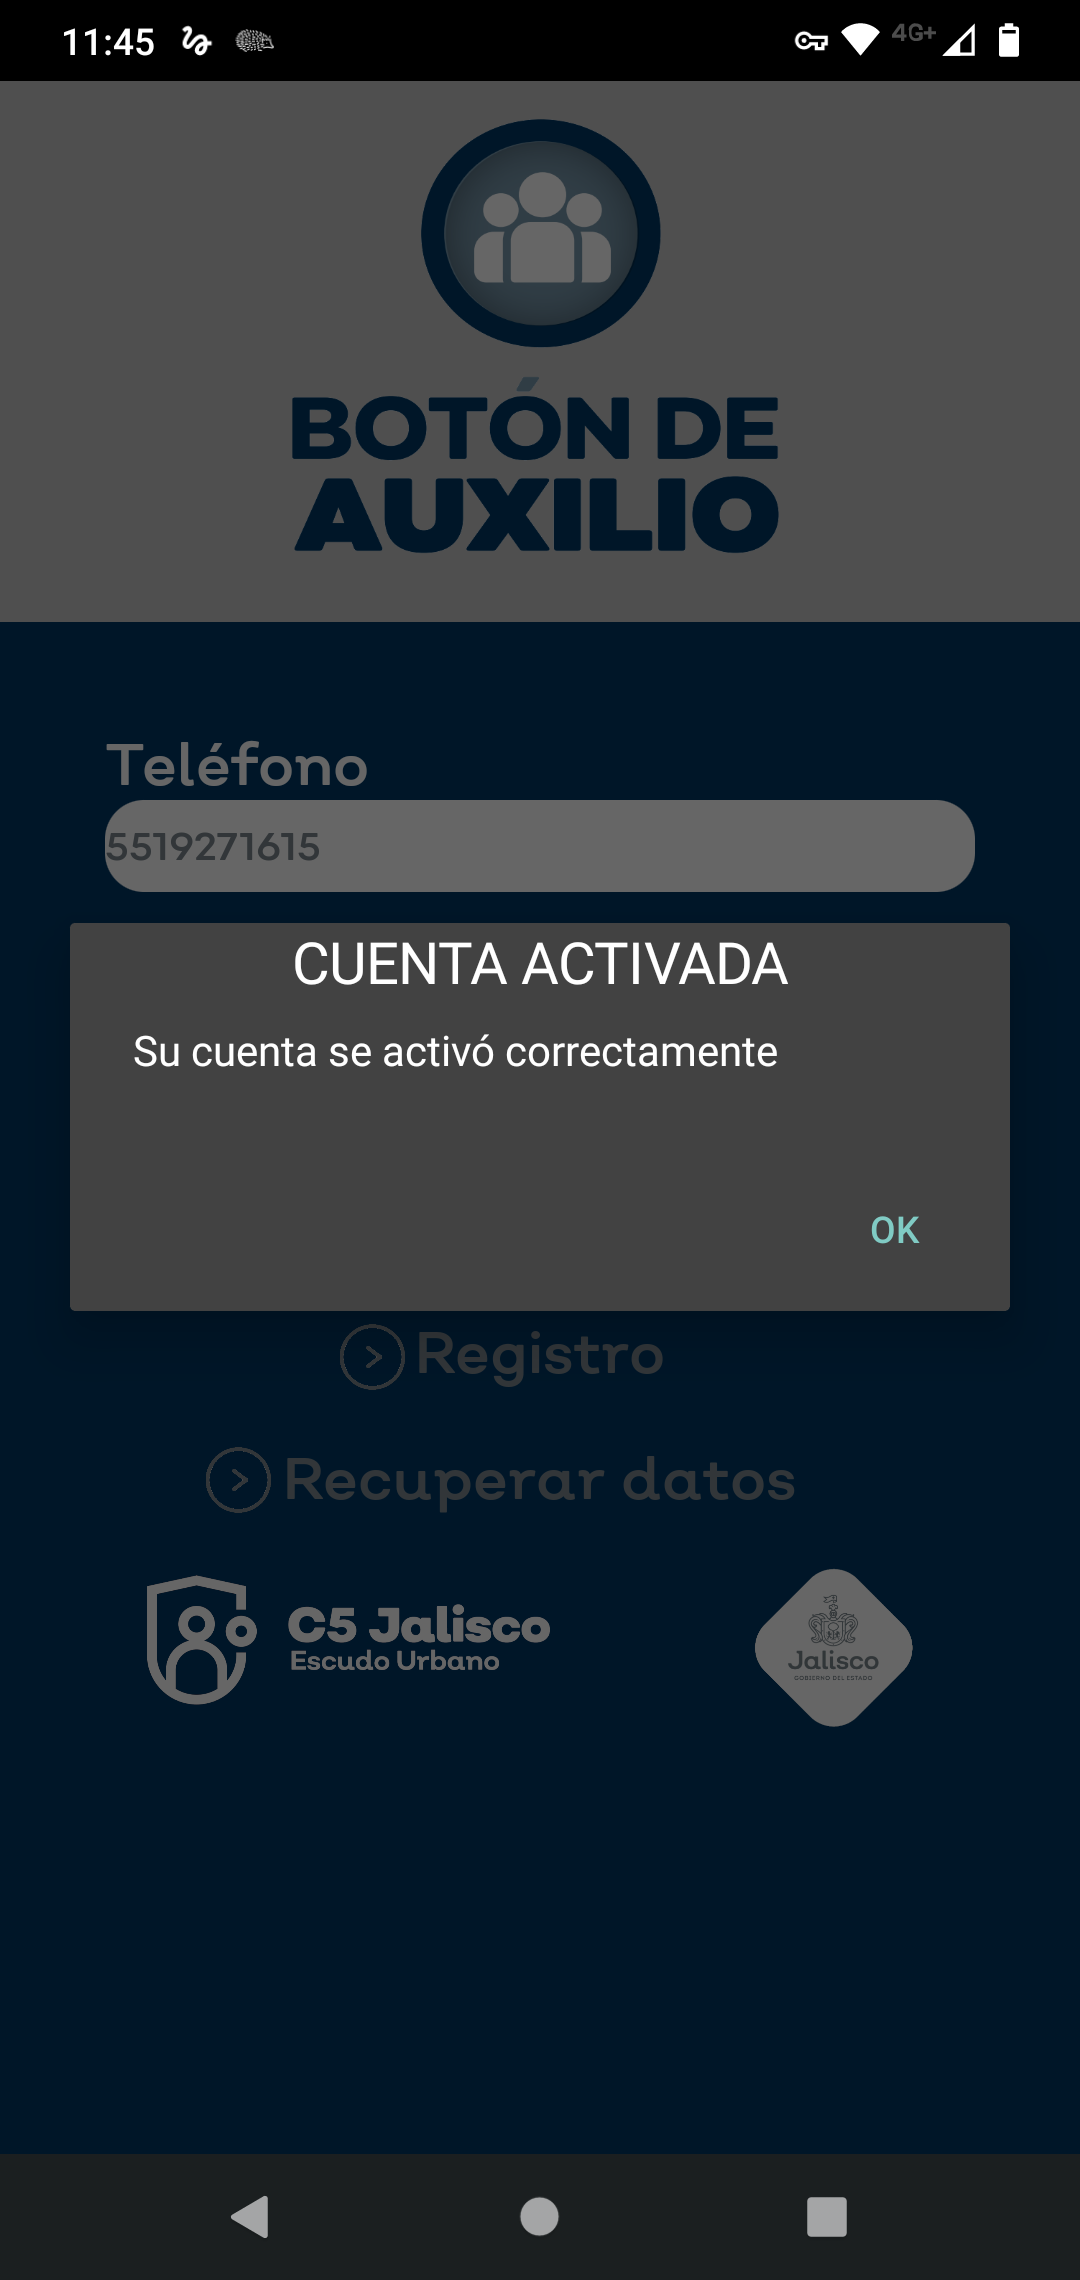 11:45
4G+
BOTÓN DE
AUXILIO
Teléfono
5519271615
CUENTA ACTIVADA
Su cuenta se activó correctamente
OK
Registro
Recuperar datos
C5 Jalisco
Escudo Urbano
Jalisco
GOBIERNO DEL ESTADO